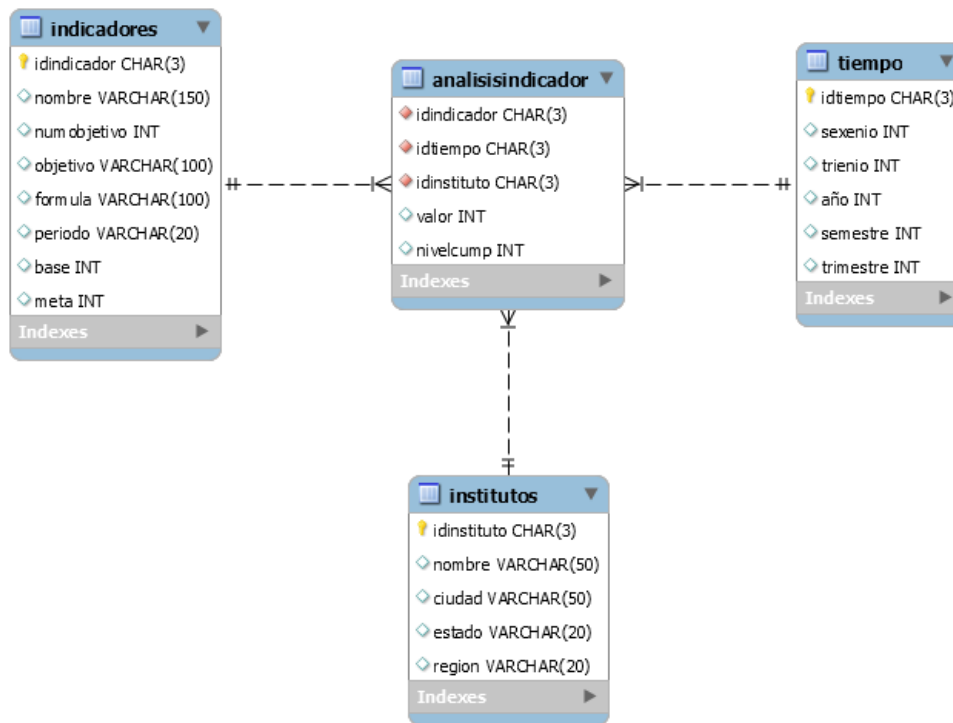 indicadores
idindicador CHAR(3)
nombre VARCHAR(150)
numobjetivo INT
objetivo VARCHAR(100)
formula VARCHAR(100)
periodo VARCHAR(20)
base INT
meta INT
Indexes
analisisindicador
idindicador CHAR(3)
idtiempo CHAR(3)
idinstituto CHAR(3)
valor INT
nivelcump INT
Indexes
tiempo
idtiempo CHAR(3)
sexenio INT
trienio INT
año INT
semestre INT
trimestre INT
Indexes
institutos
idinstituto CHAR(3)
nombre VARCHAR(50)
ciudad VARCHAR(50)
estado VARCHAR(20)
region VARCHAR(20)
Indexes